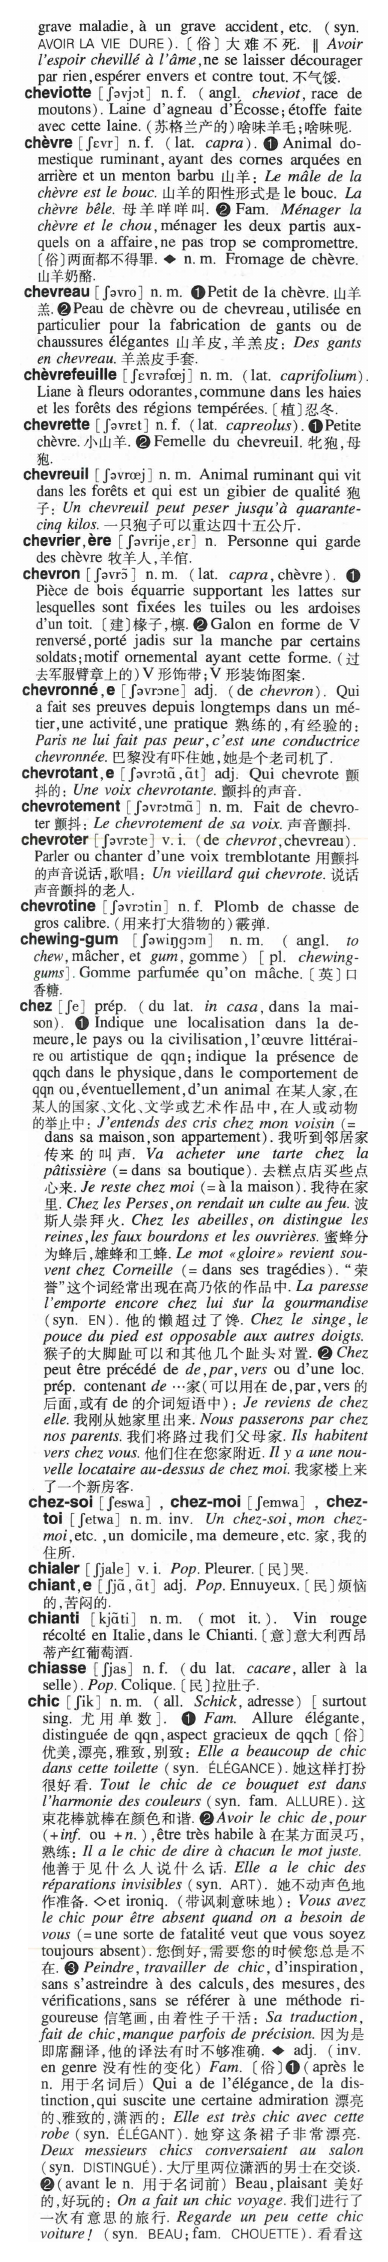 grave maladie, à un grave accident, etc. (syn.
AVOIR LA VIE DURE). [俗] 大难不死. ‖ Avoir
l'espoir chevillé à l'âme, ne se laisser décourager
par rien, espérer envers et contre tout. 不气馁.
cheviotte [ʃəvjɔt] n. f. (angl. cheviot, race de
moutons). Laine d'agneau d'Écosse; étoffe faite
avec cette laine. (苏格兰产的)啥味羊毛;啥味呢.
chèvre [ʃɛvr] n. f. (lat. capra). ❶ Animal do-
mestique ruminant, ayant des cornes arquées en
arrière et un menton barbu 山羊: Le mâle de la
chèvre est le bouc. 山羊的阳性形式是 le bouc. La
chèvre bêle. 母羊咩咩叫. ❷ Fam. Ménager la
chèvre et le chou, ménager les deux partis aux-
quels on a affaire, ne pas trop se compromettre.
[俗]两面都不得罪. ◆ n. m. Fromage de chèvre.
山羊奶酪.
chevreau [ʃəvro] n. m. ❶ Petit de la chèvre. 山羊
羔. ❷ Peau de chèvre ou de chevreau, utilisée en
particulier pour la fabrication de gants ou de
chaussures élégantes 山羊皮,羊羔皮: Des gants
en chevreau. 羊羔皮手套.
chèvrefeuille [ʃɛvrəfœj] n. m. (lat. caprifolium).
Liane à fleurs odorantes, commune dans les haies
et les forêts des régions tempérées. [植]忍冬.
chevrette [ʃəvrɛt] n. f. (lat. capreolus). ❶ Petite
chèvre. 小山羊. ❷ Femelle du chevreuil. 牝狍,母
狍.
chevreuil [ʃəvrœj] n. m. Animal ruminant qui vit
dans les forêts et qui est un gibier de qualité 狍
子: Un chevreuil peut peser jusqu'à quarante-
cinq kilos. 一只狍子可以重达四十五公斤.
chevrier, ère [ʃəvrije, ɛr] n. Personne qui garde
des chèvre 牧羊人,羊倌.
chevron [ʃəvrɔ̃] n. m. (lat. capra, chèvre). ❶
Pièce de bois équarrie supportant les lattes sur
lesquelles sont fixées les tuiles ou les ardoises
d'un toit. [建]椽子,檩. ❷ Galon en forme de V
renversé, porté jadis sur la manche par certains
soldats; motif ornemental ayant cette forme. (过
去军服臂章上的)V 形饰带;V 形装饰图案.
chevronné, e [ʃəvrɔne] adj. (de chevron). Qui
a fait ses preuves depuis longtemps dans un mé-
tier, une activité, une pratique 熟练的,有经验的:
Paris ne lui fait pas peur, c'est une conductrice
chevronnée. 巴黎没有吓住她,她是个老司机了.
chevrotant, e [ʃəvrɔtɑ̃, ɑ̃t] adj. Qui chevrote 颤
抖的: Une voix chevrotante. 颤抖的声音.
chevrotement [ʃəvrɔtmɑ̃] n. m. Fait de chevro-
ter 颤抖: Le chevrotement de sa voix. 声音颤抖.
chevroter [ʃəvrɔte] v. i. (de chevrot, chevreau).
Parler ou chanter d'une voix tremblotante 用颤抖
的声音说话,歌唱: Un vieillard qui chevrote. 说话
声音颤抖的老人.
chevrotine [ʃəvrɔtin] n. f. Plomb de chasse de
gros calibre. (用来打大猎物的)霰弹.
chewing-gum [ʃəwiŋgɔm] n. m. (angl. to
chew, mâcher, et gum, gomme) [pl. chewing-
gums]. Gomme parfumée qu'on mâche. [英]口
香糖.
chez [ʃe] prép. (du lat. in casa, dans la mai-
son). ❶ Indique une localisation dans la de-
meure, le pays ou la civilisation, l'œuvre littérai-
re ou artistique de qqn; indique la présence de
qqch dans le physique, dans le comportement de
qqn ou, éventuellement, d'un animal 在某人家,在
某人的国家、文化、文学或艺术作品中,在人或动物
的举止中: J'entends des cris chez mon voisin (=
dans sa maison, son appartement). 我听到邻居家
传来的叫声. Va acheter une tarte chez la
pâtissière (= dans sa boutique). 去糕点店买些点
心来. Je reste chez moi (= à la maison). 我待在家
里. Chez les Perses, on rendait un culte au feu. 波
斯人崇拜火. Chez les abeilles, on distingue les
reines, les faux bourdons et les ouvrières. 蜜蜂分
为蜂后,雄蜂和工蜂. Le mot «gloire» revient sou-
vent chez Corneille (= dans ses tragédies). "荣
誉"这个词经常出现在高乃依的作品中. La paresse
l'emporte encore chez lui sur la gourmandise
(syn. EN). 他的懒超过了馋. Chez le singe, le
pouce du pied est opposable aux autres doigts.
猴子的大脚趾可以和其他几个趾头对置. ❷ Chez
peut être précédé de de, par, vers ou d'une loc.
prép. contenant de …家(可以用在 de, par, vers 的
后面,或有 de 的介词短语中): Je reviens de chez
elle. 我刚从她家里出来. Nous passerons par chez
nos parents. 我们将路过我们父母家. Ils habitent
vers chez vous. 他们住在您家附近. Il y a une nou-
velle locataire au-dessus de chez moi. 我家楼上来
了一个新房客.
chez-soi [ʃeswa], chez-moi [ʃemwa], chez-
toi [ʃetwa] n. m. inv. Un chez-soi, mon chez-
moi, etc., un domicile, ma demeure, etc. 家,我的
住所.
chialer [ʃjale] v. i. Pop. Pleurer. [民]哭.
chiant, e [ʃjɑ̃, ɑ̃t] adj. Pop. Ennuyeux. [民]烦恼
的,苦闷的.
chianti [kjɑ̃ti] n. m. (mot it.). Vin rouge
récolté en Italie, dans le Chianti. [意]意大利西昂
蒂产红葡萄酒.
chiasse [ʃjas] n. f. (du lat. cacare, aller à la
selle). Pop. Colique. [民]拉肚子.
chic [ʃik] n. m. (all. Schick, adresse) [surtout
sing. 尤用单数]. ❶ Fam. Allure élégante,
distinguée de qqn, aspect gracieux de qqch [俗]
优美,漂亮,雅致,别致: Elle a beaucoup de chic
dans cette toilette (syn. ÉLÉGANCE). 她这样打扮
很好看. Tout le chic de ce bouquet est dans
l'harmonie des couleurs (syn. fam. ALLURE). 这
束花棒就棒在颜色和谐. ❷ Avoir le chic de, pour
(+inf. ou +n.), être très habile à 在某方面灵巧,
熟练: Il a le chic de dire à chacun le mot juste.
他善于见什么人说什么话. Elle a le chic des
réparations invisibles (syn. ART). 她不动声色地
作准备. ◇ et ironiq. (带讽刺意味地): Vous avez
le chic pour être absent quand on a besoin de
vous (= une sorte de fatalité veut que vous soyez
toujours absent). 您倒好,需要您的时候您总是不
在. ❸ Peindre, travailler de chic, d'inspiration,
sans s'astreindre à des calculs, des mesures, des
vérifications, sans se référer à une méthode ri-
goureuse 信笔画,由着性子干活: Sa traduction,
fait de chic, manque parfois de précision. 因为是
即席翻译,他的译法有时不够准确. ◆ adj. (inv.
en genre 没有性的变化) Fam. [俗] ❶ (après le
n. 用于名词后) Qui a de l'élégance, de la dis-
tinction, qui suscite une certaine admiration 漂亮
的、雅致的,潇洒的: Elle est très chic avec cette
robe (syn. ÉLÉGANT). 她穿这条裙子非常漂亮.
Deux messieurs chics conversaient au salon
(syn. DISTINGUÉ). 大厅里两位潇洒的男士在交谈.
❷ (avant le n. 用于名词前) Beau, plaisant 美好
的,好玩的: On a fait un chic voyage. 我们进行了
一次有意思的旅行. Regarde un peu cette chic
voiture! (syn. BEAU; fam. CHOUETTE). 看看这